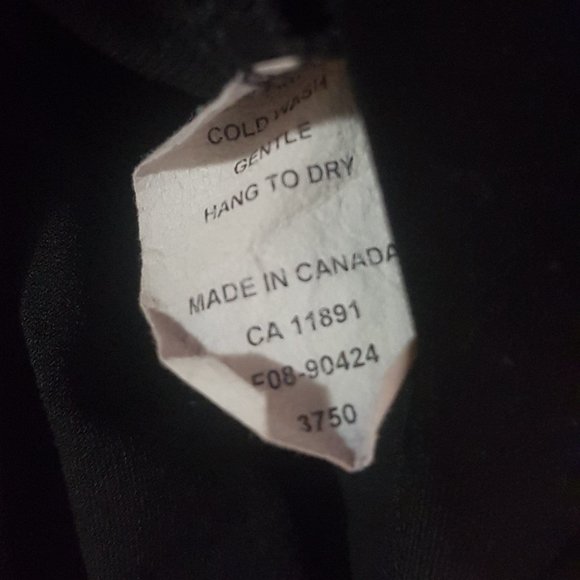 COLD WASH
GENTLE
HANG TO DRY
MADE IN CANADA
CA 11891
F08-90424
3750